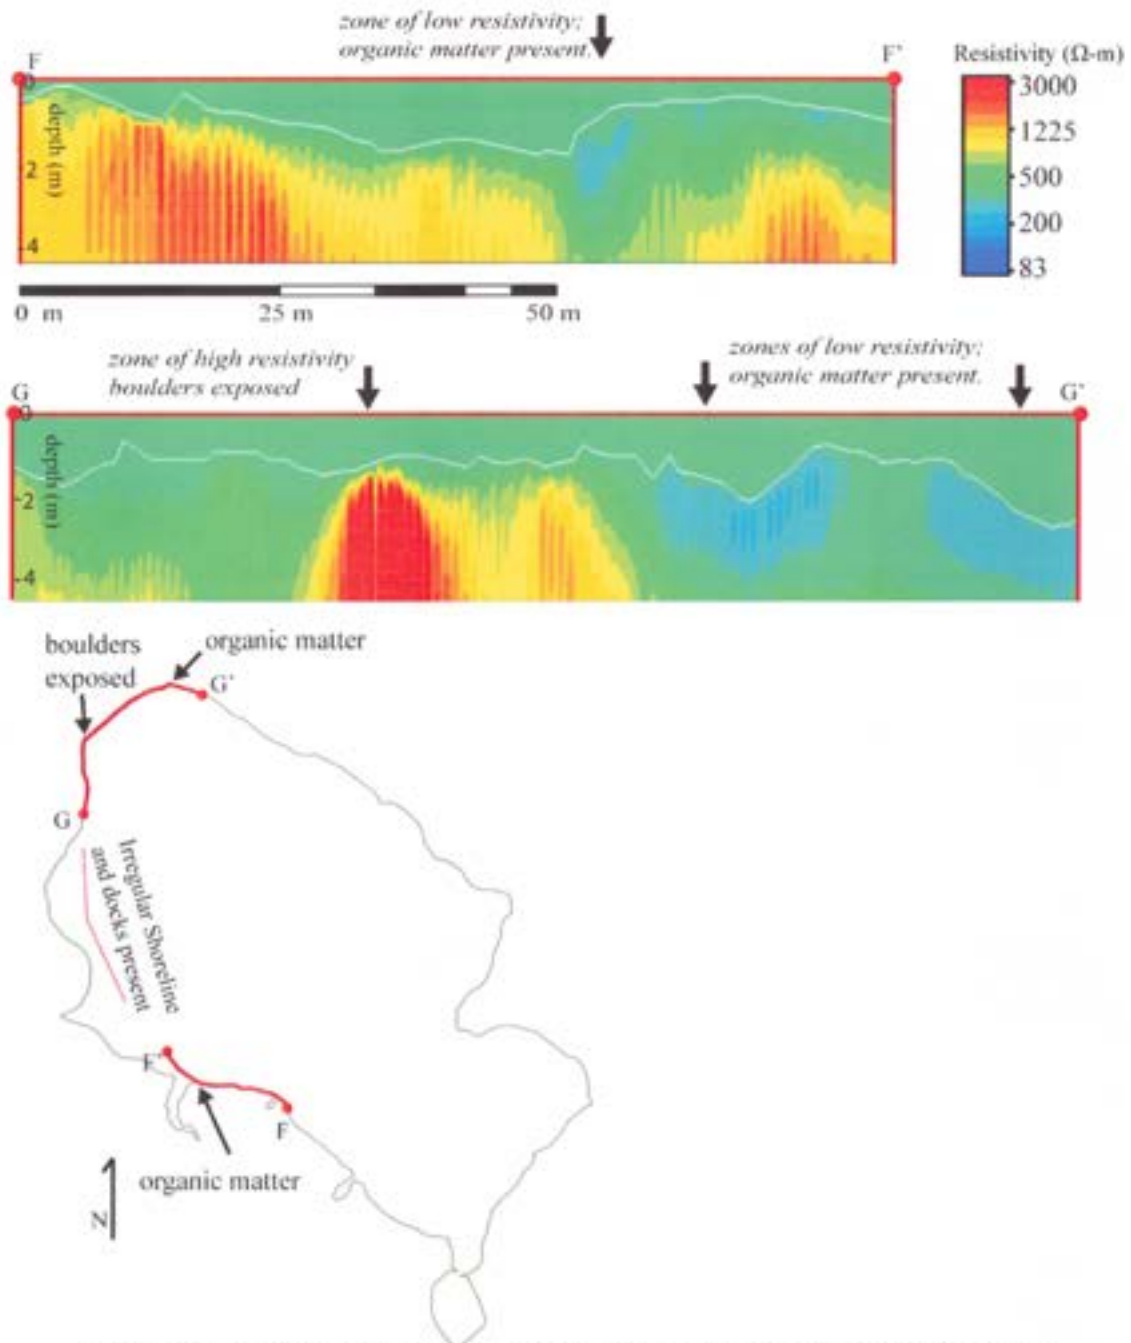 zone of low resistivity;
organic matter present.
F
F'
Resistivity (Ω-m)
3000
1225
500
200
83
0
2
4
depth (m)
0 m
25 m
50 m
zone of high resistivity
boulders exposed
zones of low resistivity;
organic matter present.
G
G'
0
2
4
depth (m)
boulders
exposed
organic matter
G'
G
Irregular Shoreline
and docks present
F'
F
organic matter
N